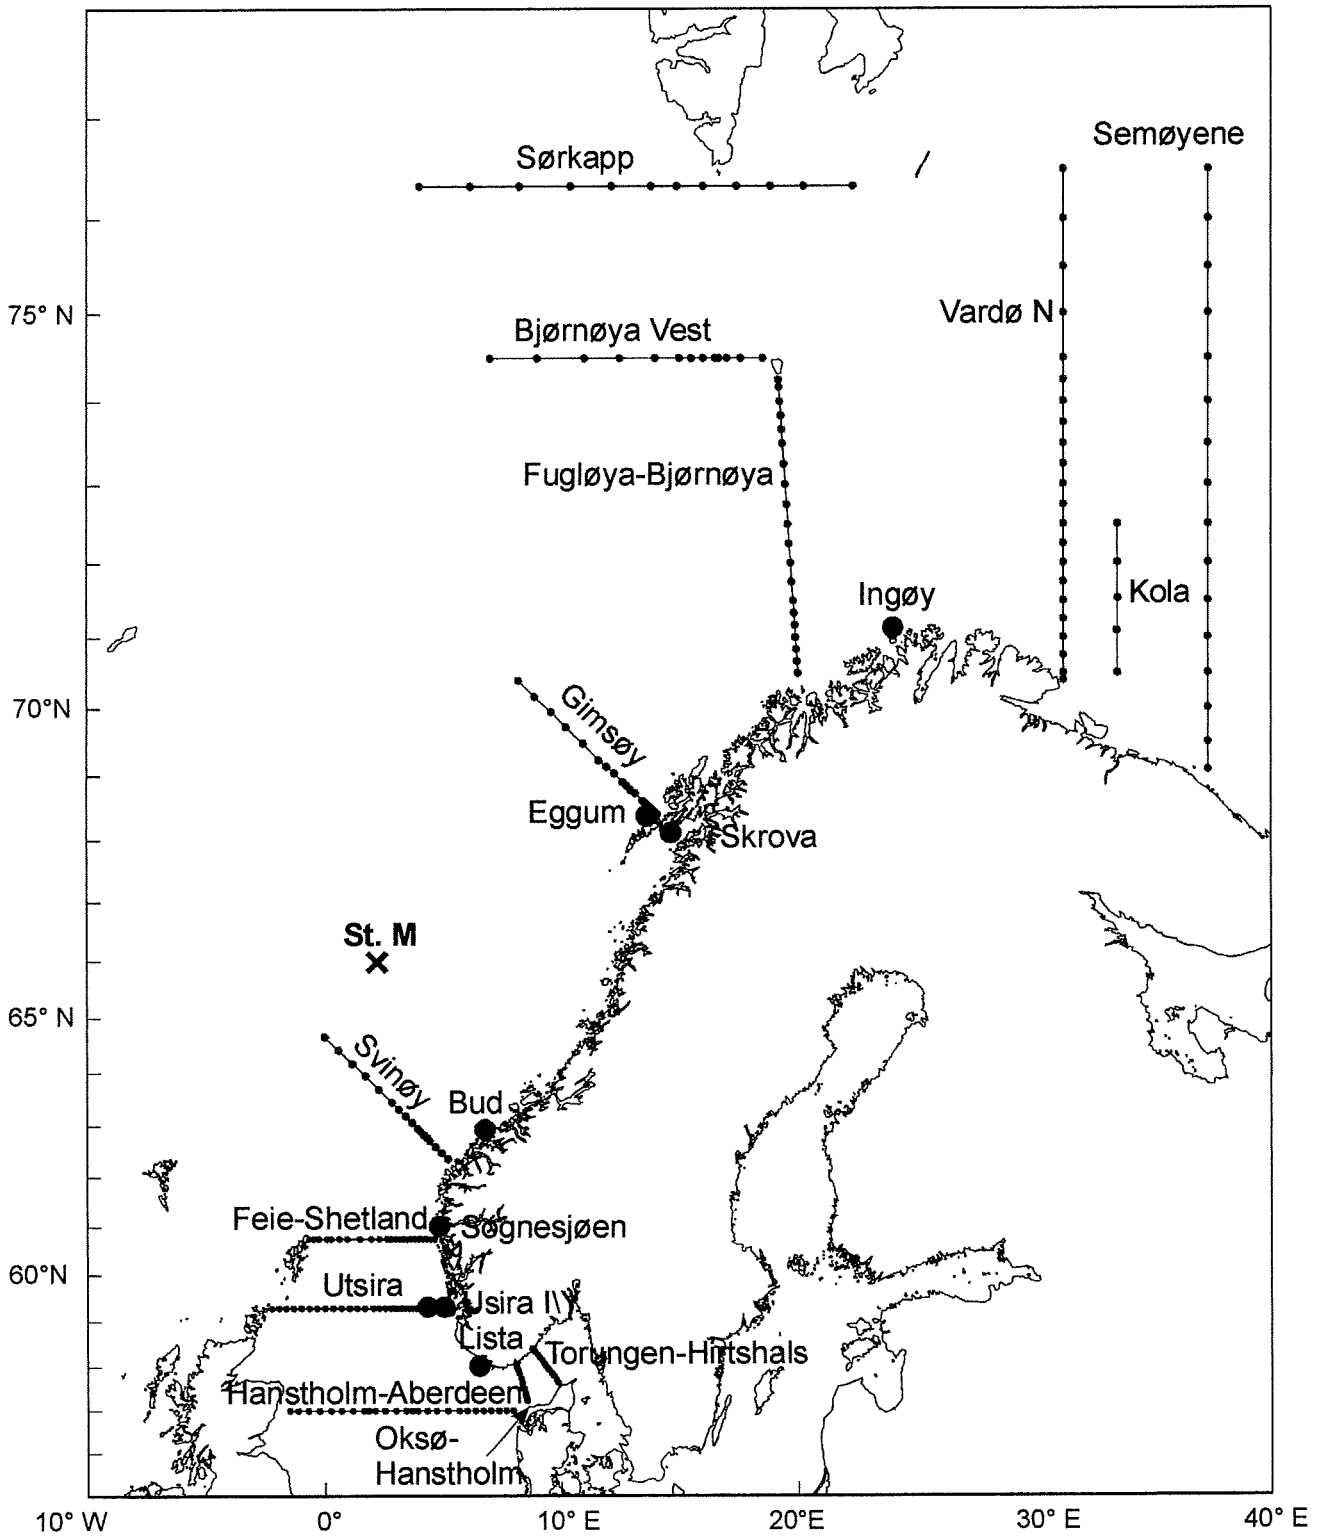 Semøyene
Sørkapp
75° N
Vardø N
Bjørnøya Vest
Fugløya-Bjørnøya
Kola
Ingøy
70°N
Gimsøy
Eggum
Skrova
St. M
65° N
Svinøy
Bud
Feie-Shetland
Sognesjøen
60°N
Utsira
Lista
Torungen-Hirtshals
Hanstholm-Aberdeen
Oksø-
Hanstholm
10° W
0°
10° E
20° E
30° E
40° E